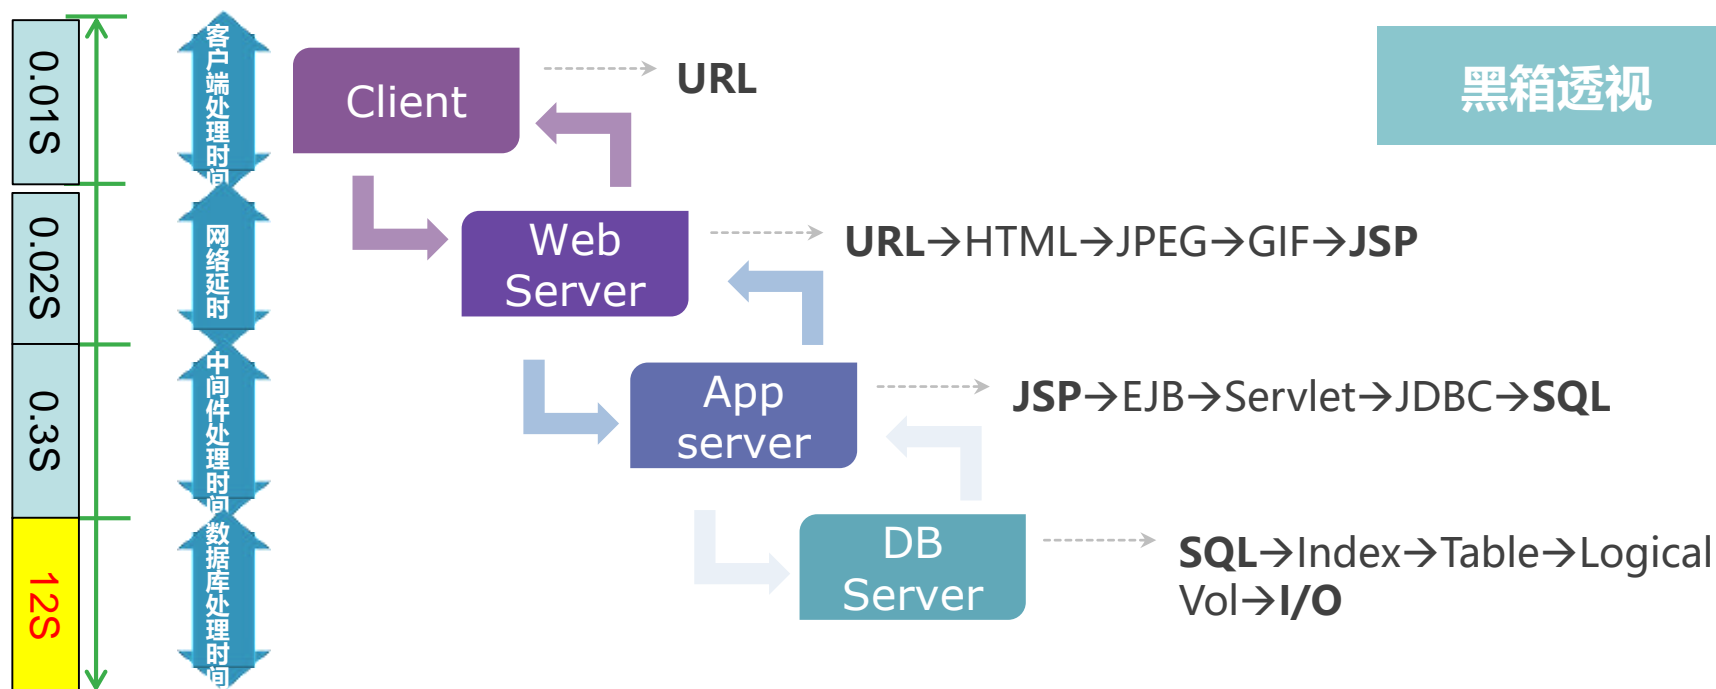 0.01S
客户端处理时间
Client
URL
黑箱透视
0.02S
网络延时
Web
Server
URL→HTML→JPEG→GIF→JSP
0.3S
中间件处理时间
App
server
JSP→EJB→Servlet→JDBC→SQL
12S
数据库处理时间
DB
Server
SQL→Index→Table→Logical
Vol→I/O